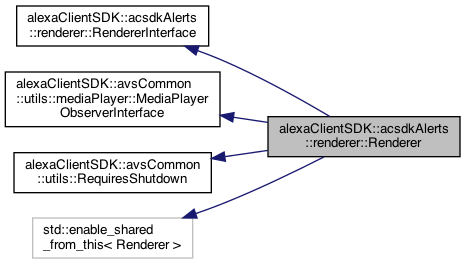 alexaClientSDK::acsdkAlerts
::renderer::RendererInterface
alexaClientSDK::avsCommon
::utils::mediaPlayer::MediaPlayer
ObserverInterface
alexaClientSDK::acsdkAlerts
::renderer::Renderer
alexaClientSDK::avsCommon
::utils::RequiresShutdown
std::enable_shared
_from_this< Renderer >